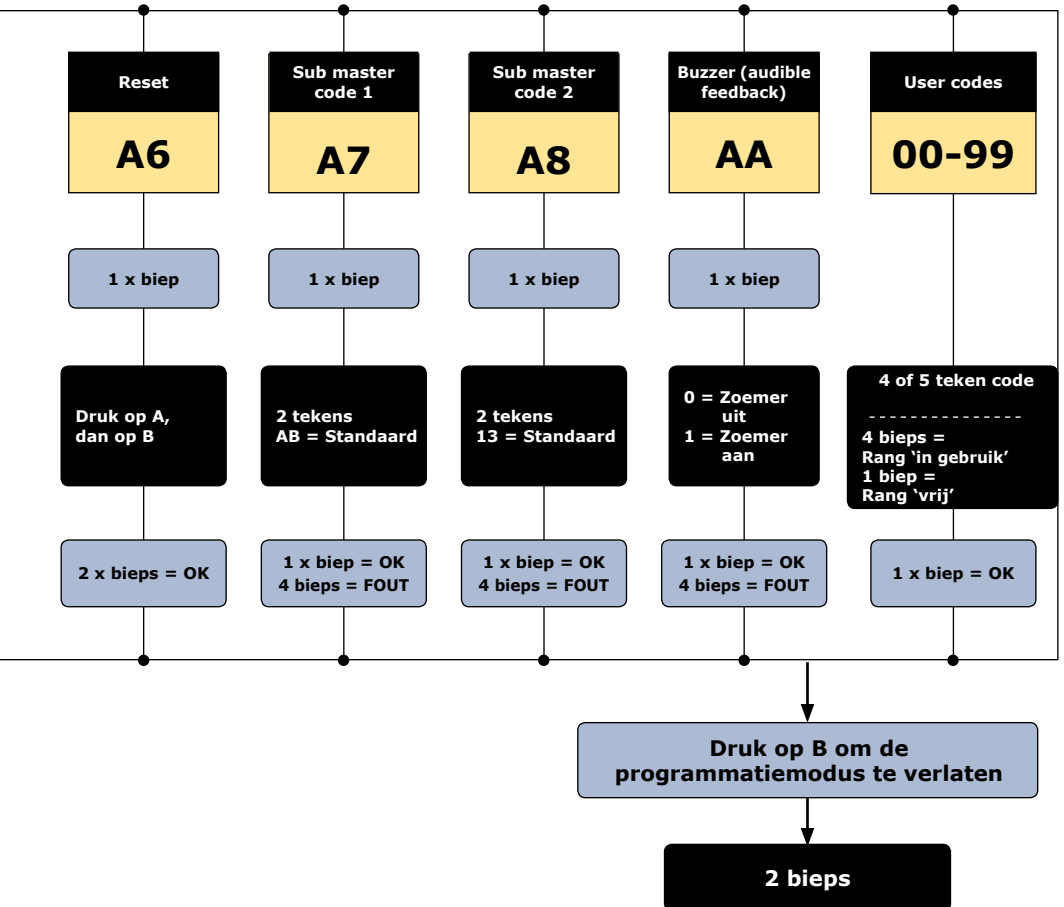 Reset
A6
1 x biep
Druk op A,
dan op B
2 x bieps = OK
Sub master
code 1
A7
1 x biep
2 tekens
AB = Standaard
1 x biep = OK
4 bieps = FOUT
Sub master
code 2
A8
1 x biep
2 tekens
13 = Standaard
1 x biep = OK
4 bieps = FOUT
Buzzer (audible
feedback)
AA
1 x biep
0 = Zoemer
uit
1 = Zoemer
aan
1 x biep = OK
4 bieps = FOUT
User codes
00-99
4 of 5 teken code
---------------
4 bieps =
Rang ‘in gebruik’
1 biep =
Rang ‘vrij’
1 x biep = OK
Druk op B om de
programmatiemodus te verlaten
2 bieps